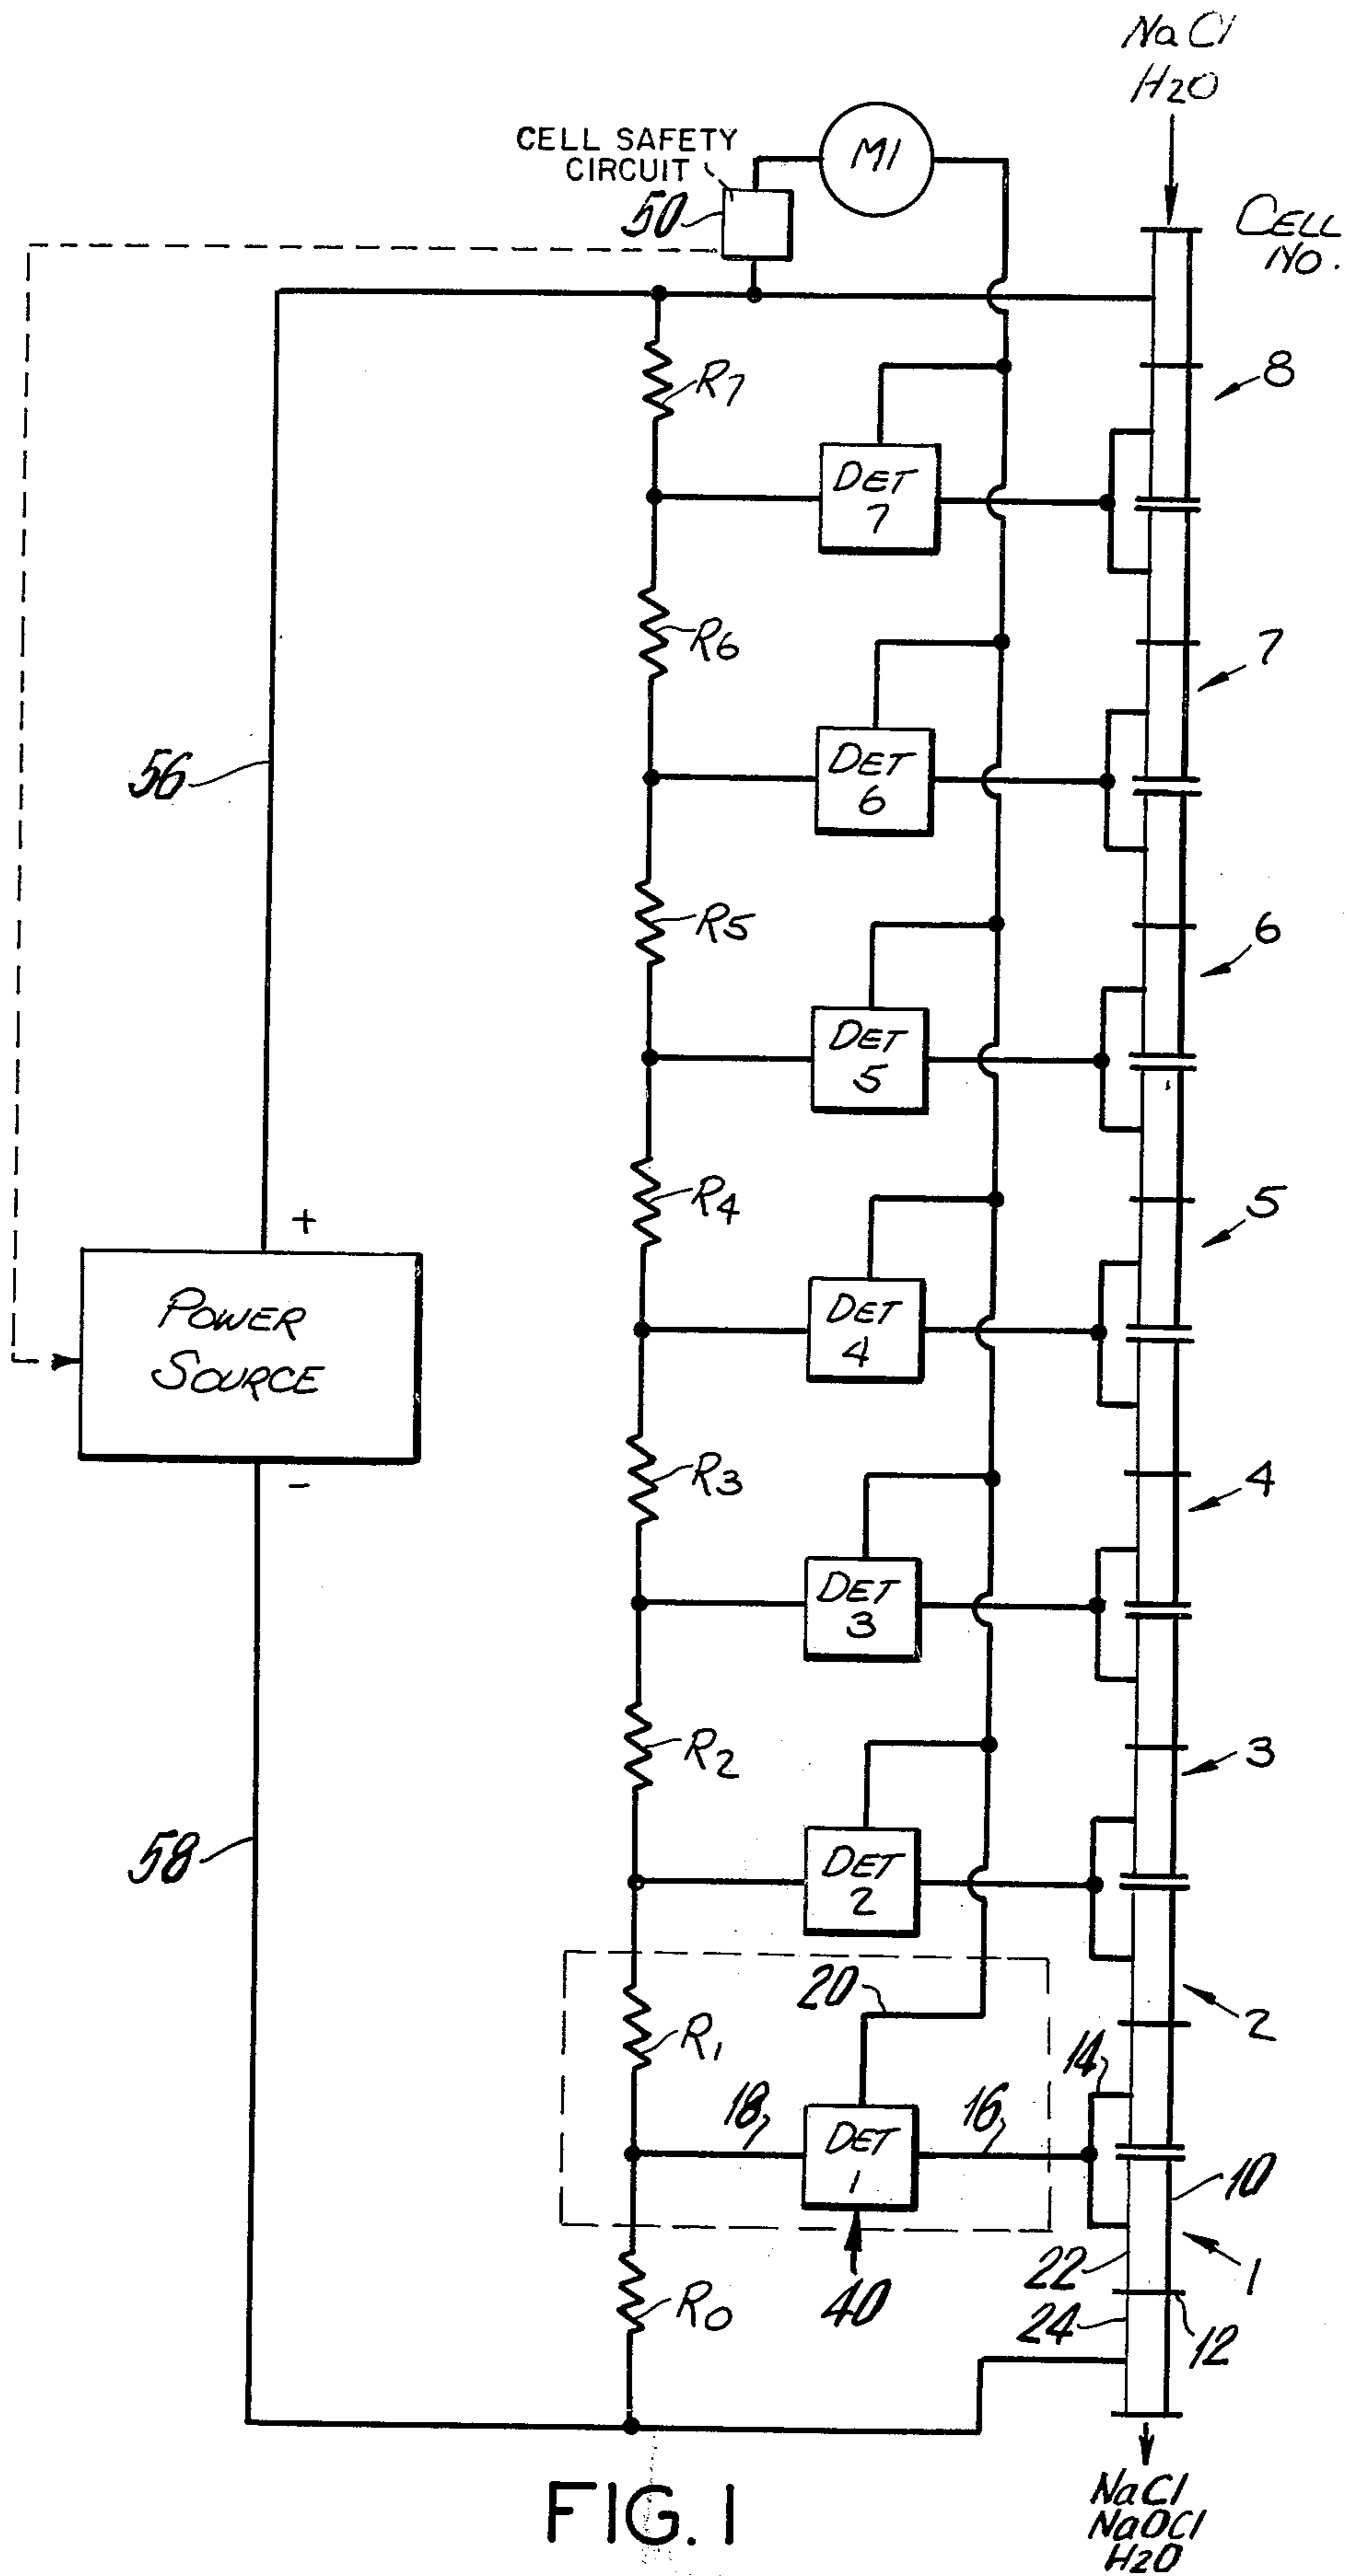 NaCl
H2O
CELL SAFETY
CIRCUIT
M1
50
CELL
NO.
R7
8
DET
7
R6
7
DET
6
56
R5
6
DET
5
R4
5
+
DET
4
POWER
SOURCE
R3
4
-
DET
3
R2
3
58
DET
2
20
R1
2
14
18
16
DET
1
10
22
1
R0
40
24
12
FIG. 1
NaCl
NaOCl
H2O